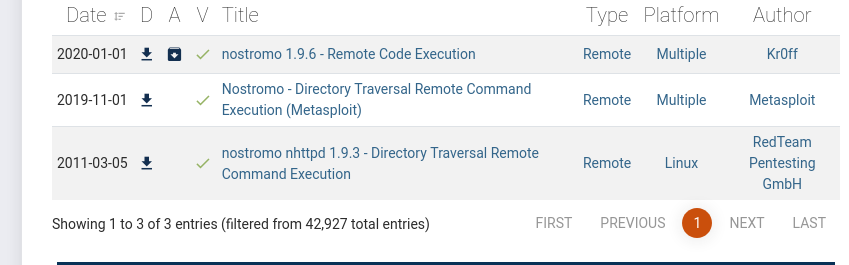 Date D A V Title Type Platform Author
2020-01-01 nostromo 1.9.6 - Remote Code Execution Remote Multiple Kr0ff
2019-11-01 Nostromo - Directory Traversal Remote Command Remote Multiple Metasploit
Execution (Metasploit)
2011-03-05 nostromo nhttpd 1.9.3 - Directory Traversal Remote Remote Linux RedTeam
Command Execution Pentesting
GmbH
Showing 1 to 3 of 3 entries (filtered from 42,927 total entries) FIRST PREVIOUS 1 NEXT LAST